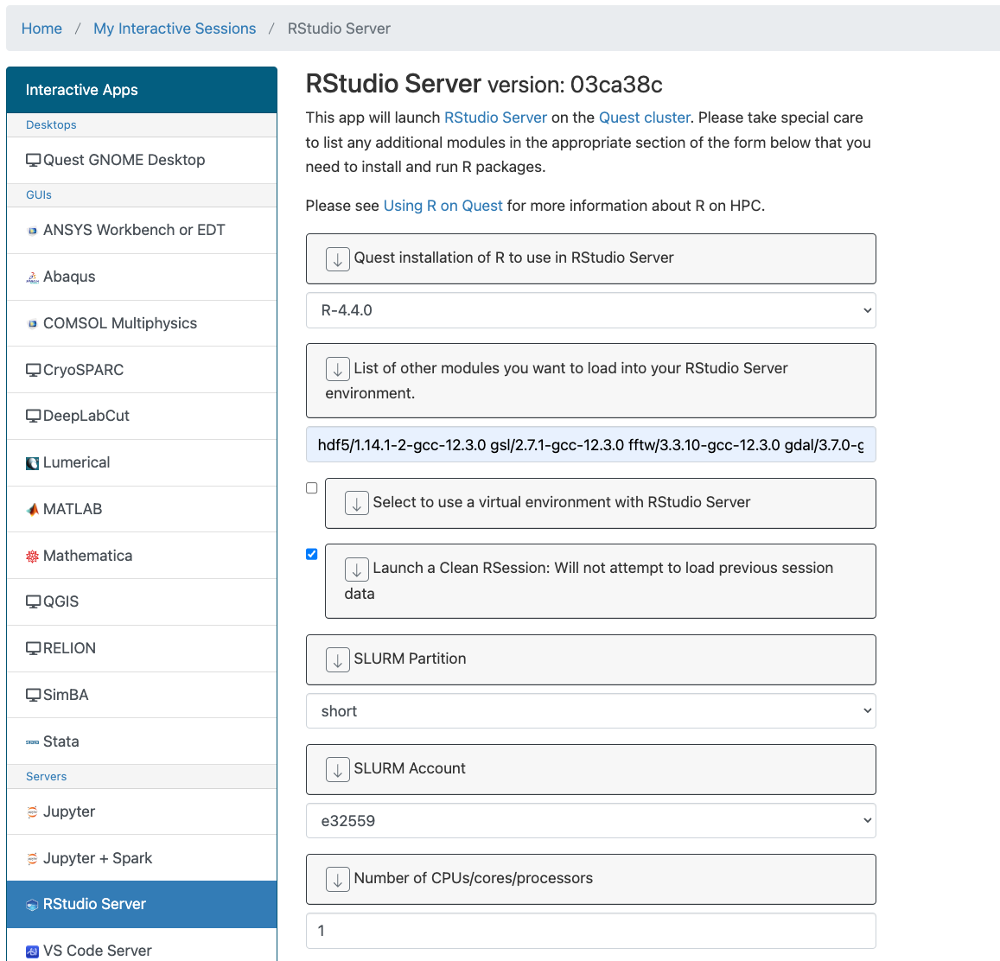 Home / My Interactive Sessions / RStudio Server
Interactive Apps
Desktops
Quest GNOME Desktop
GUIs
ANSYS Workbench or EDT
Abaqus
COMSOL Multiphysics
CryoSPARC
DeepLabCut
Lumerical
MATLAB
Mathematica
QGIS
RELION
SimBA
Stata
Servers
Jupyter
Jupyter + Spark
RStudio Server
VS Code Server
RStudio Server version: 03ca38c
This app will launch RStudio Server on the Quest cluster. Please take special care
to list any additional modules in the appropriate section of the form below that you
need to install and run R packages.
Please see Using R on Quest for more information about R on HPC.
Quest installation of R to use in RStudio Server
R-4.4.0
List of other modules you want to load into your RStudio Server
environment.
hdf5/1.14.1-2-gcc-12.3.0 gsl/2.7.1-gcc-12.3.0 fftw/3.3.10-gcc-12.3.0 gdal/3.7.0-g
Select to use a virtual environment with RStudio Server
Launch a Clean RSession: Will not attempt to load previous session
data
SLURM Partition
short
SLURM Account
e32559
Number of CPUs/cores/processors
1